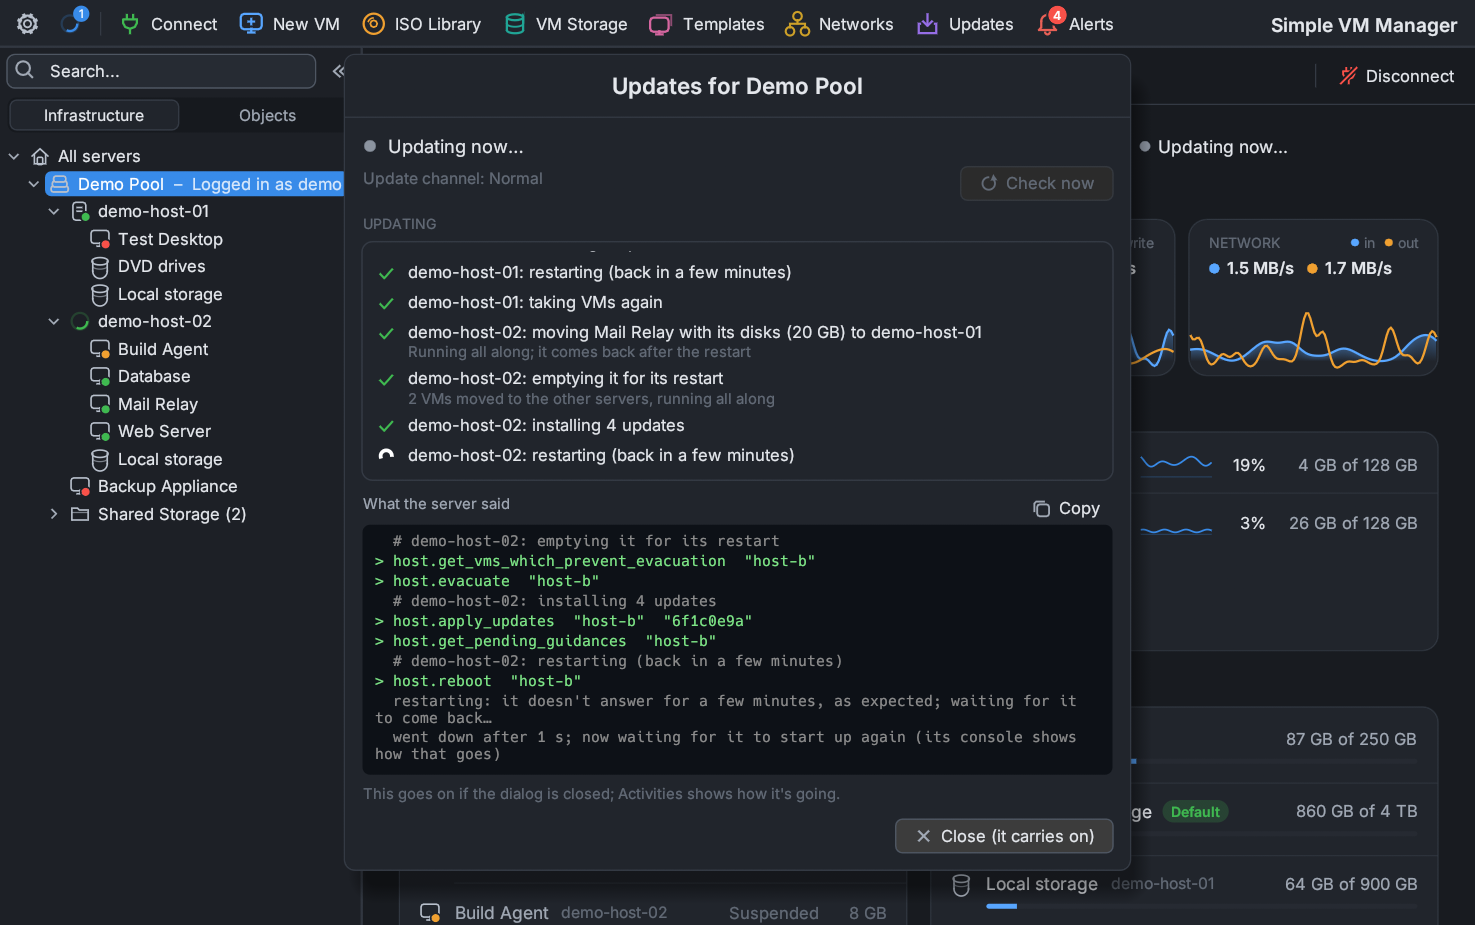 1
Connect
New VM
ISO Library
VM Storage
Templates
Networks
Updates
4
Alerts
Simple VM Manager
Search...
Disconnect
Infrastructure
Objects
All servers
Demo Pool – Logged in as demo
demo-host-01
Test Desktop
DVD drives
Local storage
demo-host-02
Build Agent
Database
Mail Relay
Web Server
Local storage
Backup Appliance
Shared Storage (2)
Updates for Demo Pool
Updating now...
Update channel: Normal
Check now
UPDATING
demo-host-01: restarting (back in a few minutes)
demo-host-01: taking VMs again
demo-host-02: moving Mail Relay with its disks (20 GB) to demo-host-01
Running all along; it comes back after the restart
demo-host-02: emptying it for its restart
2 VMs moved to the other servers, running all along
demo-host-02: installing 4 updates
demo-host-02: restarting (back in a few minutes)
What the server said
Copy
# demo-host-02: emptying it for its restart
> host.get_vms_which_prevent_evacuation "host-b"
> host.evacuate "host-b"
# demo-host-02: installing 4 updates
> host.apply_updates "host-b" "6f1c0e9a"
> host.get_pending_guidances "host-b"
# demo-host-02: restarting (back in a few minutes)
> host.reboot "host-b"
restarting: it doesn't answer for a few minutes, as expected; waiting for it
to come back…
went down after 1 s; now waiting for it to start up again (its console shows
how that goes)
This goes on if the dialog is closed; Activities shows how it's going.
Close (it carries on)
Updating now...
rite
s
NETWORK
in
out
1.5 MB/s
1.7 MB/s
19%
4 GB of 128 GB
3%
26 GB of 128 GB
87 GB of 250 GB
ge
Default
860 GB of 4 TB
Local storage
demo-host-01
64 GB of 900 GB
Build Agent
demo-host-02
Suspended
8 GB